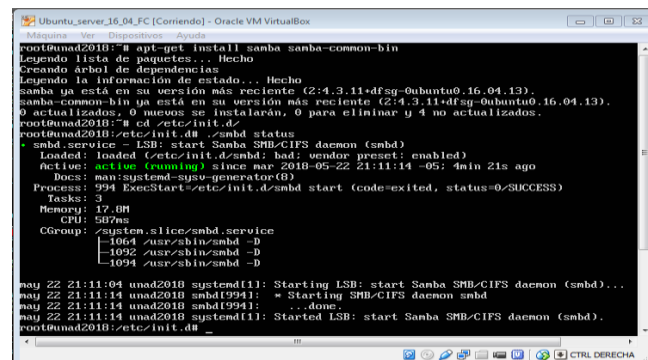 Ubuntu_server_16_04_FC [Corriendo] - Oracle VM VirtualBox
Máquina Ver Dispositivos Ayuda
root@unad2018:~# apt-get install samba samba-common-bin
Leyendo lista de paquetes... Hecho
Creando árbol de dependencias
Leyendo la información de estado... Hecho
samba ya está en su versión más reciente (2:4.3.11+dfsg-0ubuntu0.16.04.13).
samba-common-bin ya está en su versión más reciente (2:4.3.11+dfsg-0ubuntu0.16.04.13).
0 actualizados, 0 nuevos se instalarán, 0 para eliminar y 4 no actualizados.
root@unad2018:~# cd /etc/init.d/
root@unad2018:/etc/init.d# ./smbd status
● smbd.service - LSB: start Samba SMB/CIFS daemon (smbd)
Loaded: loaded (/etc/init.d/smbd; bad; vendor preset: enabled)
Active: active (running) since mar 2018-05-22 21:11:14 -05; 4min 21s ago
Docs: man:systemd-sysv-generator(8)
Process: 994 ExecStart=/etc/init.d/smbd start (code=exited, status=0/SUCCESS)
Tasks: 3
Memory: 17.8M
CPU: 587ms
CGroup: /system.slice/smbd.service
├─1064 /usr/sbin/smbd -D
├─1092 /usr/sbin/smbd -D
└─1094 /usr/sbin/smbd -D
may 22 21:11:04 unad2018 systemd[1]: Starting LSB: start Samba SMB/CIFS daemon (smbd)...
may 22 21:11:14 unad2018 smbd[994]: * Starting SMB/CIFS daemon smbd
may 22 21:11:14 unad2018 smbd[994]: ...done.
may 22 21:11:14 unad2018 systemd[1]: Started LSB: start Samba SMB/CIFS daemon (smbd).
root@unad2018:/etc/init.d# _
CTRL DERECHA